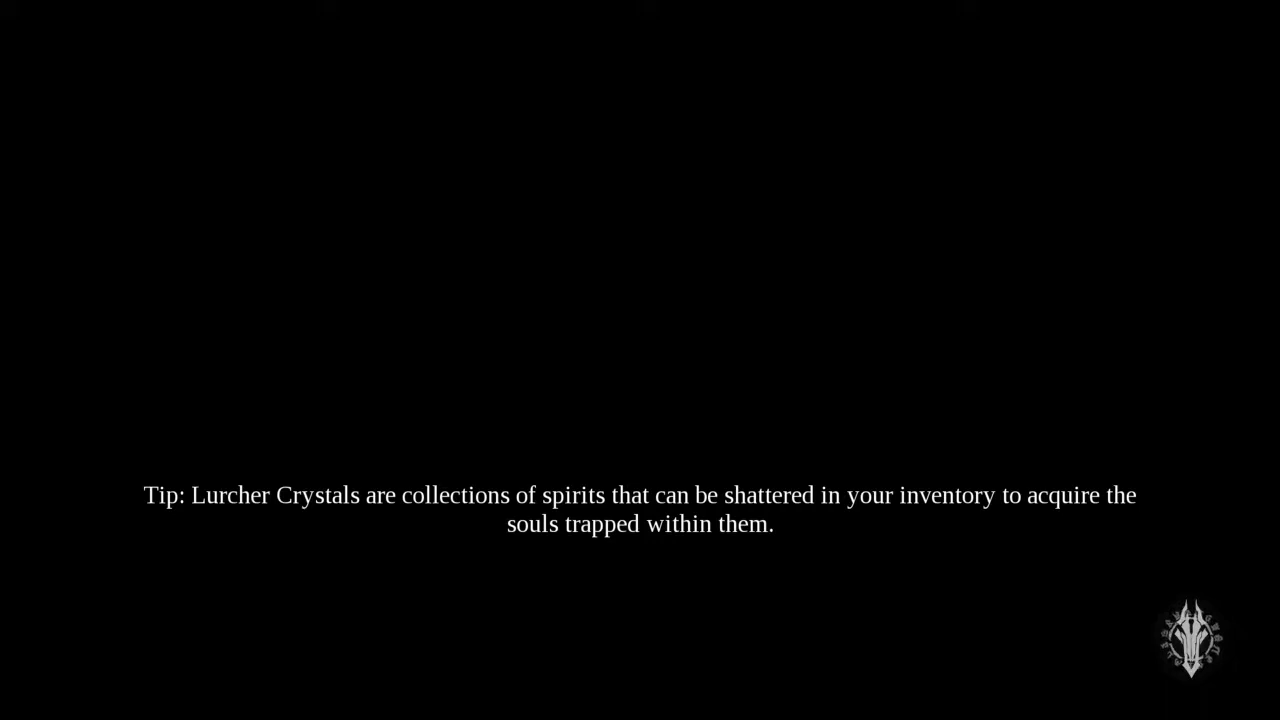 Tip: Lurcher Crystals are collections of spirits that can be shattered in your inventory to acquire the
souls trapped within them.